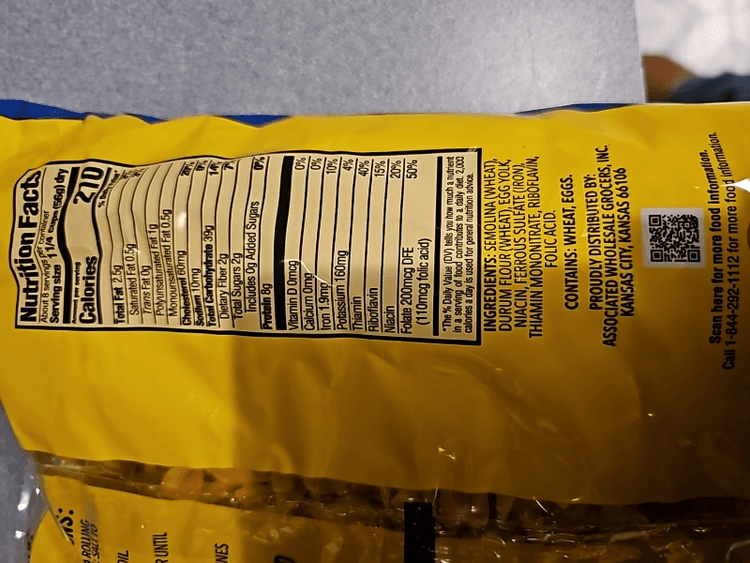 Nutrition Facts
About 8 servings per container
Serving size 1 1/4 cups (56g) dry
Amount per serving
Calories 210
Total Fat 2.5g
Saturated Fat 0.5g
Trans Fat 0g
Polyunsaturated Fat 1g
Monounsaturated Fat 0.5g
Cholesterol 60mg
Sodium 10mg
Total Carbohydrate 39g
Dietary Fiber 2g
Total Sugars 2g
Includes 0g Added Sugars 0%
Protein 8g
Vitamin D 0mcg 0%
Calcium 0mg 0%
Iron 1.9mg 10%
Potassium 160mg 4%
Thiamin 40%
Riboflavin 15%
Niacin 20%
Folate 200mcg DFE 50%
(110mcg folic acid)
*The % Daily Value (DV) tells you how much a nutrient
in a serving of food contributes to a daily diet. 2,000
calories a day is used for general nutrition advice.
INGREDIENTS: SEMOLINA (WHEAT),
DURUM FLOUR (WHEAT), EGG YOLK,
NIACIN, FERROUS SULFATE (IRON),
THIAMIN MONONITRATE, RIBOFLAVIN,
FOLIC ACID.
CONTAINS: WHEAT, EGGS.
PROUDLY DISTRIBUTED BY:
ASSOCIATED WHOLESALE GROCERS, INC.
KANSAS CITY, KANSAS 66106
Scan here for more food information.
Call 1-844-292-1112 for more food information.
NS:
ROLLING
OIL
R UNTIL
NES